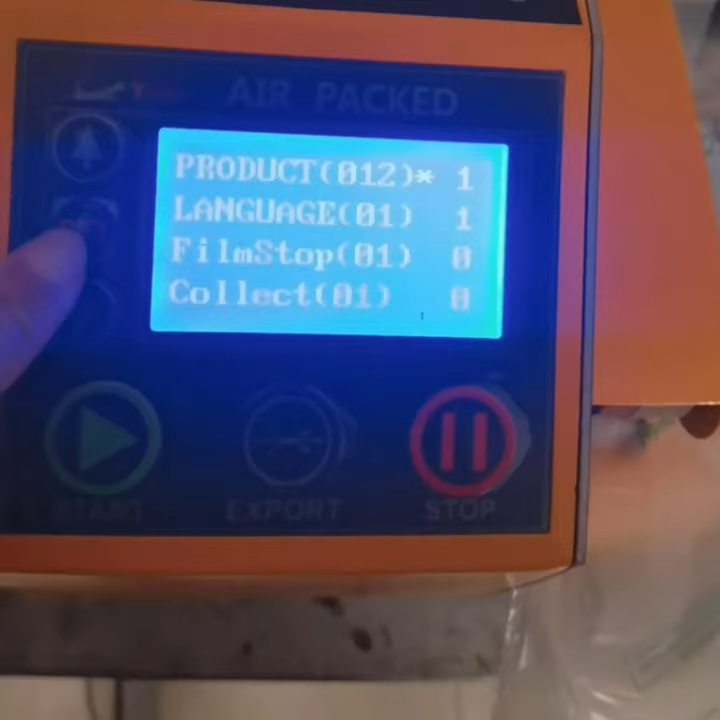 AIR PACKED
PRODUCT(012)* 1
LANGUAGE(01) 1
FilmStop(01) 0
Collect(01) 0
START EXPORT STOP